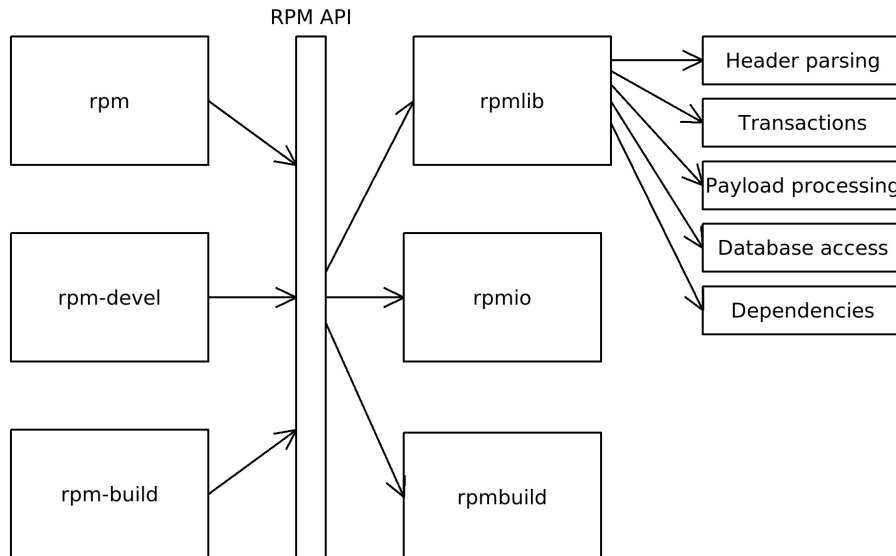 RPM API
rpm
rpmlib
Header parsing
Transactions
Payload processing
Database access
Dependencies
rpm-devel
rpmio
rpm-build
rpmbuild